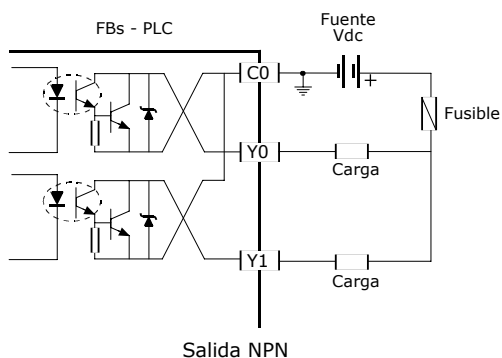 FBs - PLC
Fuente
Vdc
C0
+
Fusible
Y0
Carga
Y1
Carga
Salida NPN